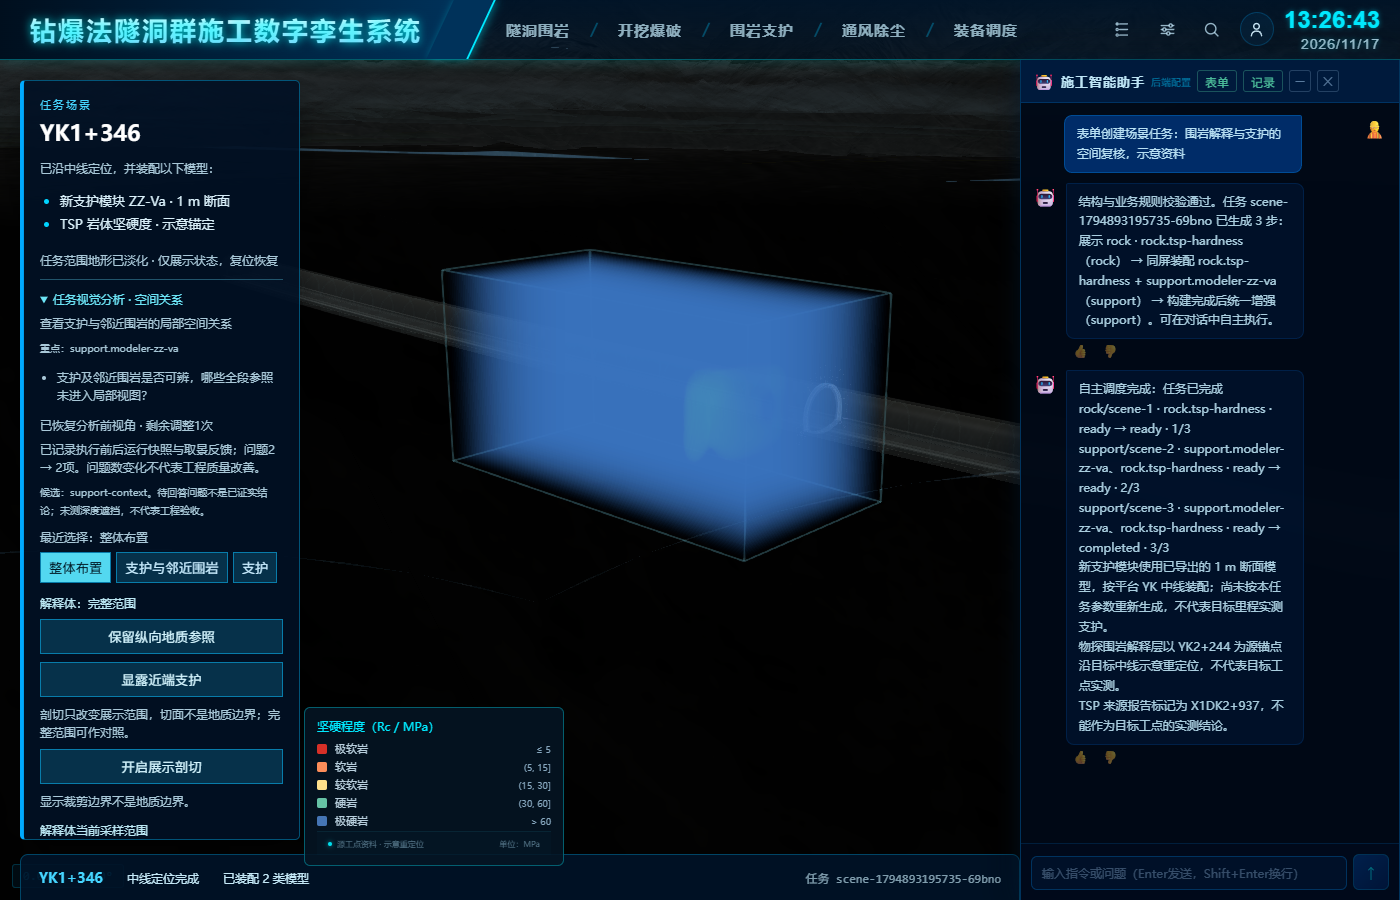 钻爆法隧洞群施工数字孪生系统
隧洞围岩 / 开挖爆破 / 围岩支护 / 通风除尘 / 装备调度
13:26:43
2026/11/17
任务场景
YK1+346
已沿中线定位，并装配以下模型：
• 新支护模块 ZZ-Va · 1 m 断面
• TSP 岩体坚硬度 · 示意锚定
任务范围地形已淡化 · 仅展示状态，复位恢复
▼ 任务视觉分析 · 空间关系
查看支护与邻近围岩的局部空间关系
重点：support.modeler-zz-va
• 支护及邻近围岩是否可辨，哪些全段参照
未进入局部视图？
已恢复分析前视角 · 剩余调整1次
已记录执行前后运行快照与取景反馈；问题2
→ 2项。问题数变化不代表工程质量改善。
候选：support-context。待回答问题不是已证实结
论；未测深度遮挡，不代表工程验收。
最近选择：整体布置
整体布置 支护与邻近围岩 支护
解释体：完整范围
保留纵向地质参照
显露近端支护
剖切只改变展示范围，切面不是地质边界；完
整范围可作对照。
开启展示剖切
显示裁剪边界不是地质边界。
解释体当前采样范围
坚硬程度（Rc / MPa）
极软岩 ≤ 5
软岩 (5, 15]
较软岩 (15, 30]
硬岩 (30, 60]
极硬岩 > 60
源工点资料 · 示意重定位 单位：MPa
YK1+346 中线定位完成 已装配 2 类模型 任务 scene-1794893195735-69bno
施工智能助手 后端配置 表单 记录
表单创建场景任务：围岩解释与支护的
空间复核，示意资料
结构与业务规则校验通过。任务 scene-
1794893195735-69bno 已生成 3 步：
展示 rock · rock.tsp-hardness
（rock） → 同屏装配 rock.tsp-
hardness + support.modeler-zz-va
（support） → 构建完成后统一增强
（support）。可在对话中自主执行。
自主调度完成：任务已完成
rock/scene-1 · rock.tsp-hardness ·
ready → ready · 1/3
support/scene-2 · support.modeler-
zz-va、rock.tsp-hardness · ready →
ready · 2/3
support/scene-3 · support.modeler-
zz-va、rock.tsp-hardness · ready →
completed · 3/3
新支护模块使用已导出的 1 m 断面模
型，按平台 YK 中线装配；尚未按本任
务参数重新生成，不代表目标里程实测
支护。
物探围岩解释层以 YK2+244 为源锚点
沿目标中线示意重定位，不代表目标工
点实测。
TSP 来源报告标记为 X1DK2+937，不
能作为目标工点的实测结论。
输入指令或问题（Enter发送，Shift+Enter换行）